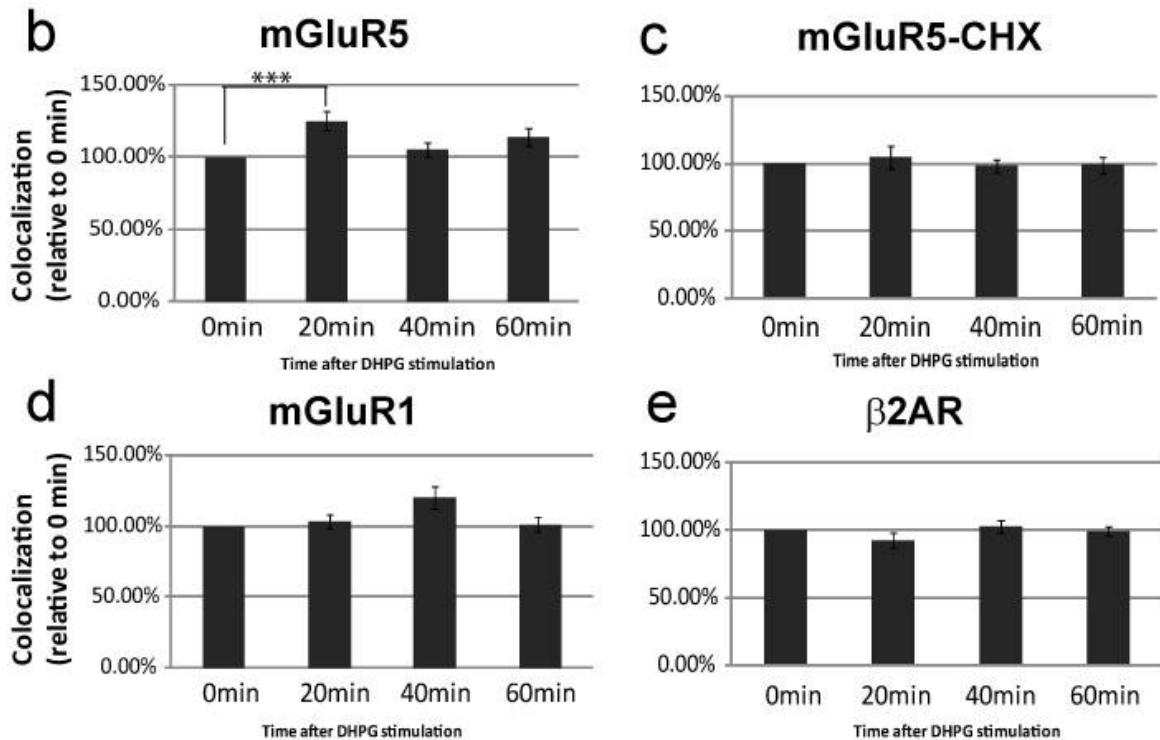 b
mGluR5
Colocalization
(relative to 0 min)
150.00%
100.00%
50.00%
0.00%
***
0min 20min 40min 60min
Time after DHPG stimulation
c
mGluR5-CHX
150.00%
100.00%
50.00%
0.00%
0min 20min 40min 60min
Time after DHPG stimulation
d
mGluR1
Colocalization
(relative to 0 min)
150.00%
100.00%
50.00%
0.00%
0min 20min 40min 60min
Time after DHPG stimulation
e
β2AR
150.00%
100.00%
50.00%
0.00%
0min 20min 40min 60min
Time after DHPG stimulation